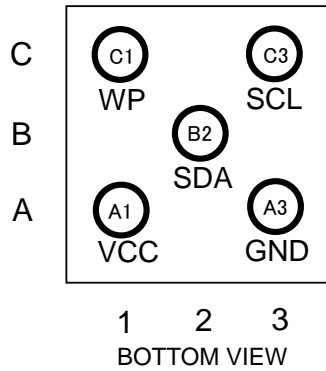 C C1 C3
WP SCL
B B2
SDA
A A1 A3
VCC GND
1 2 3
BOTTOM VIEW